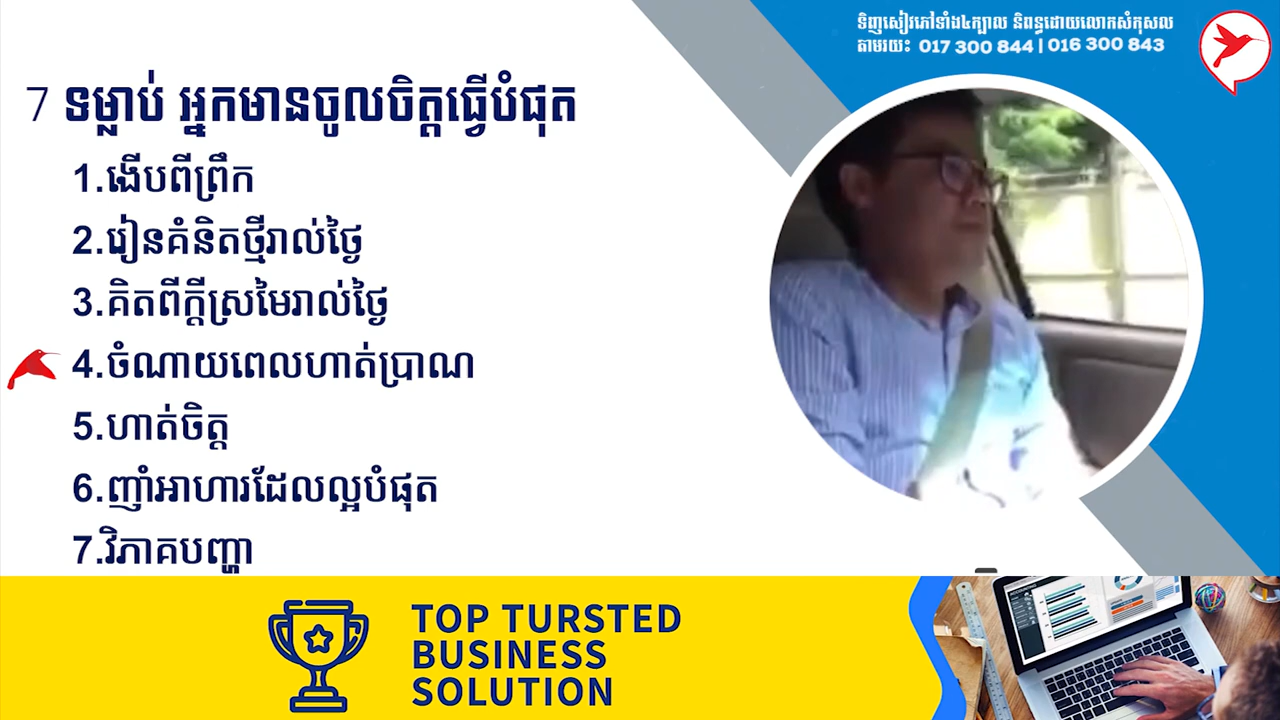 ទិញសៀវភៅទាំង៤ក្បាល និពន្ធដោយលោកសំកុសល
តាមរយះ 017 300 844 | 016 300 843
7 ទម្លាប់ អ្នកមានចូលចិត្តធ្វើបំផុត
1.ងើបពីព្រឹក
2.រៀនគំនិតថ្មីរាល់ថ្ងៃ
3.គិតពីក្តីស្រមៃរាល់ថ្ងៃ
4.ចំណាយពេលហាត់ប្រាណ
5.ហាត់ចិត្ត
6.ញាំអាហារដែលល្អបំផុត
7.វិភាគបញ្ហា
TOP TURSTED
BUSINESS
SOLUTION